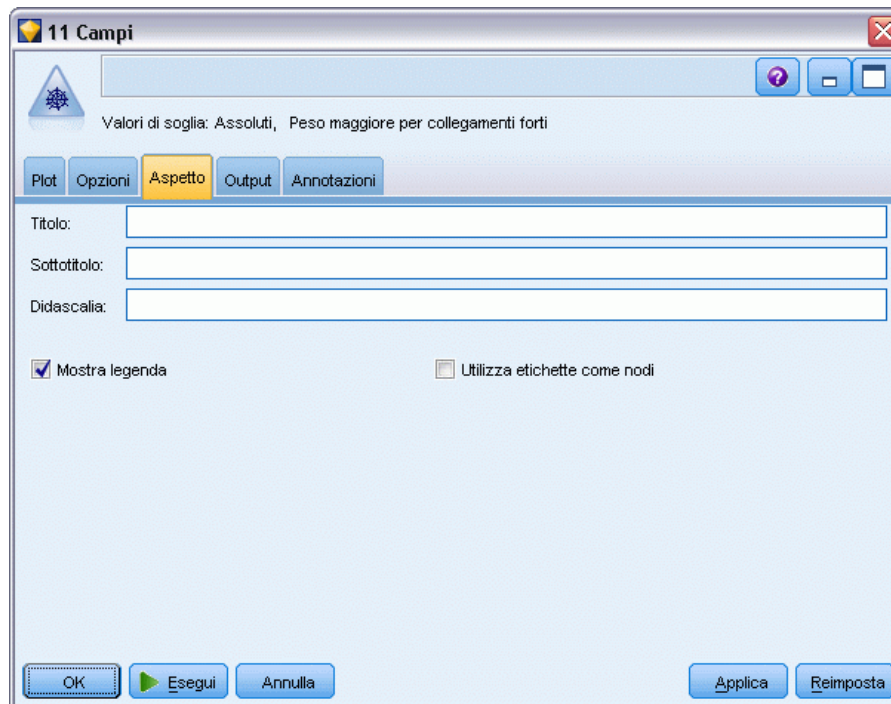 11 Campi
Valori di soglia: Assoluti, Peso maggiore per collegamenti forti
Plot Opzioni Aspetto Output Annotazioni
Titolo:
Sottotitolo:
Didascalia:
Mostra legenda Utilizza etichette come nodi
OK Esegui Annulla Applica Reimposta